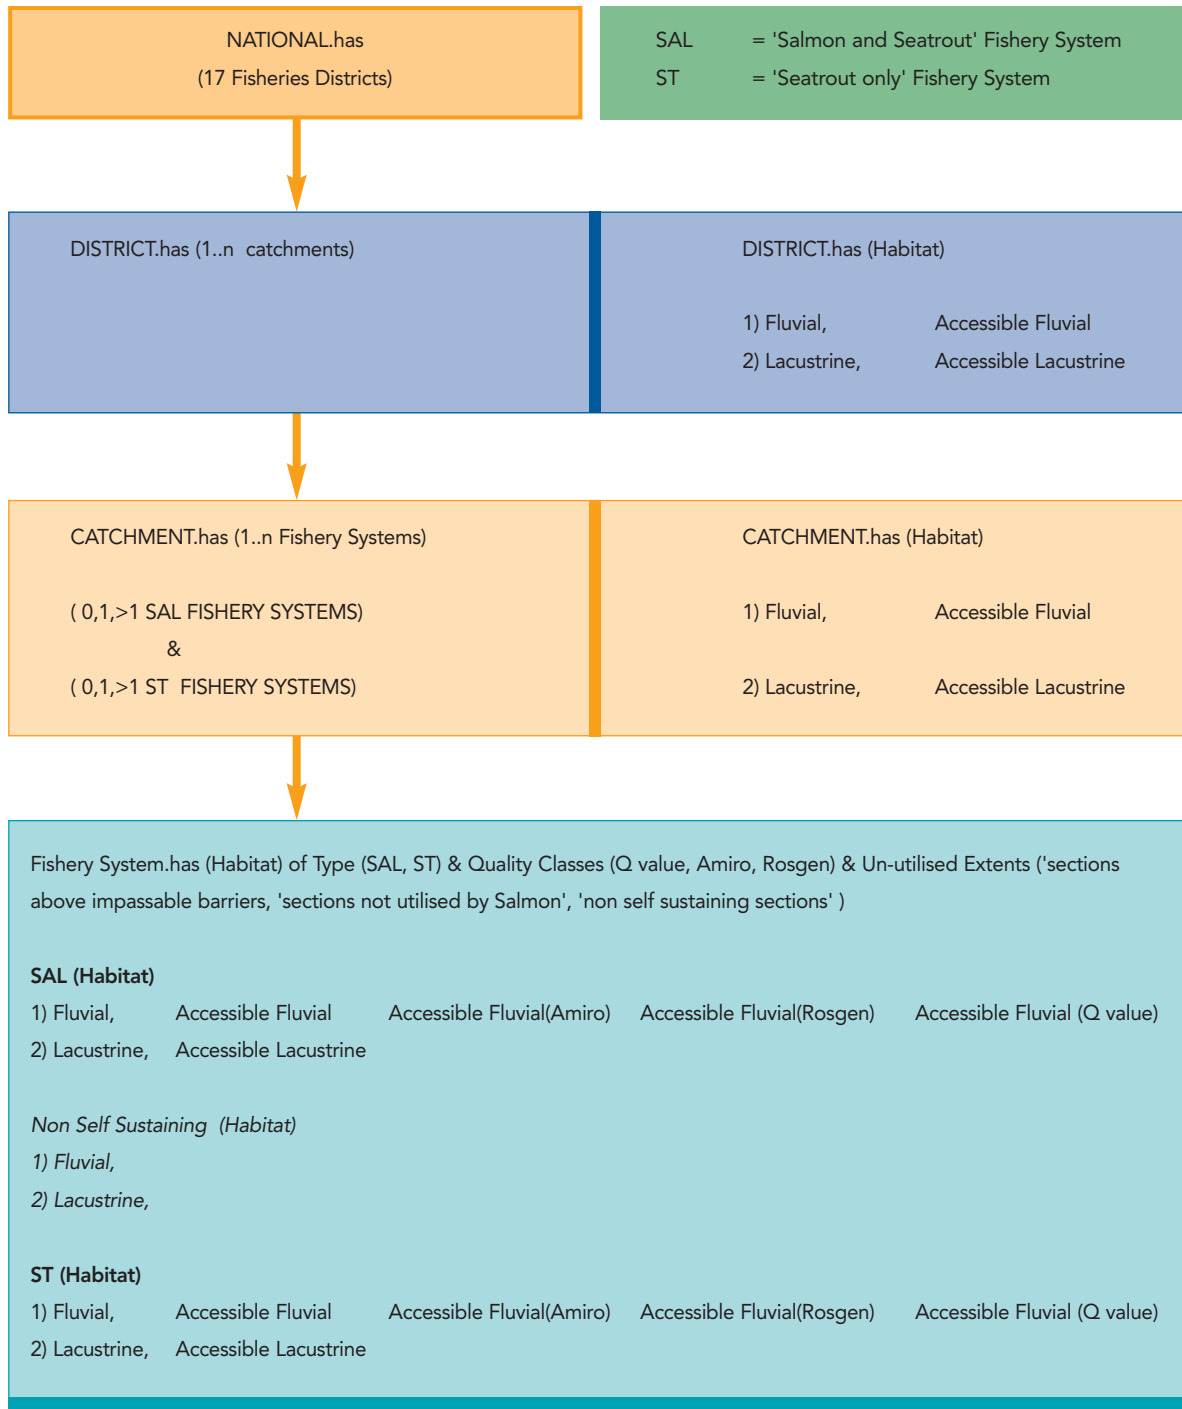 NATIONAL.has
(17 Fisheries Districts)
SAL = 'Salmon and Seatrout' Fishery System
ST = 'Seatrout only' Fishery System
DISTRICT.has (1..n catchments)
DISTRICT.has (Habitat)
1) Fluvial, Accessible Fluvial
2) Lacustrine, Accessible Lacustrine
CATCHMENT.has (1..n Fishery Systems)
( 0,1,>1 SAL FISHERY SYSTEMS)
&
( 0,1,>1 ST FISHERY SYSTEMS)
CATCHMENT.has (Habitat)
1) Fluvial, Accessible Fluvial
2) Lacustrine, Accessible Lacustrine
Fishery System.has (Habitat) of Type (SAL, ST) & Quality Classes (Q value, Amiro, Rosgen) & Un-utilised Extents ('sections
above impassable barriers, 'sections not utilised by Salmon', 'non self sustaining sections' )
SAL (Habitat)
1) Fluvial, Accessible Fluvial Accessible Fluvial(Amiro) Accessible Fluvial(Rosgen) Accessible Fluvial (Q value)
2) Lacustrine, Accessible Lacustrine
Non Self Sustaining (Habitat)
1) Fluvial,
2) Lacustrine,
ST (Habitat)
1) Fluvial, Accessible Fluvial Accessible Fluvial(Amiro) Accessible Fluvial(Rosgen) Accessible Fluvial (Q value)
2) Lacustrine, Accessible Lacustrine